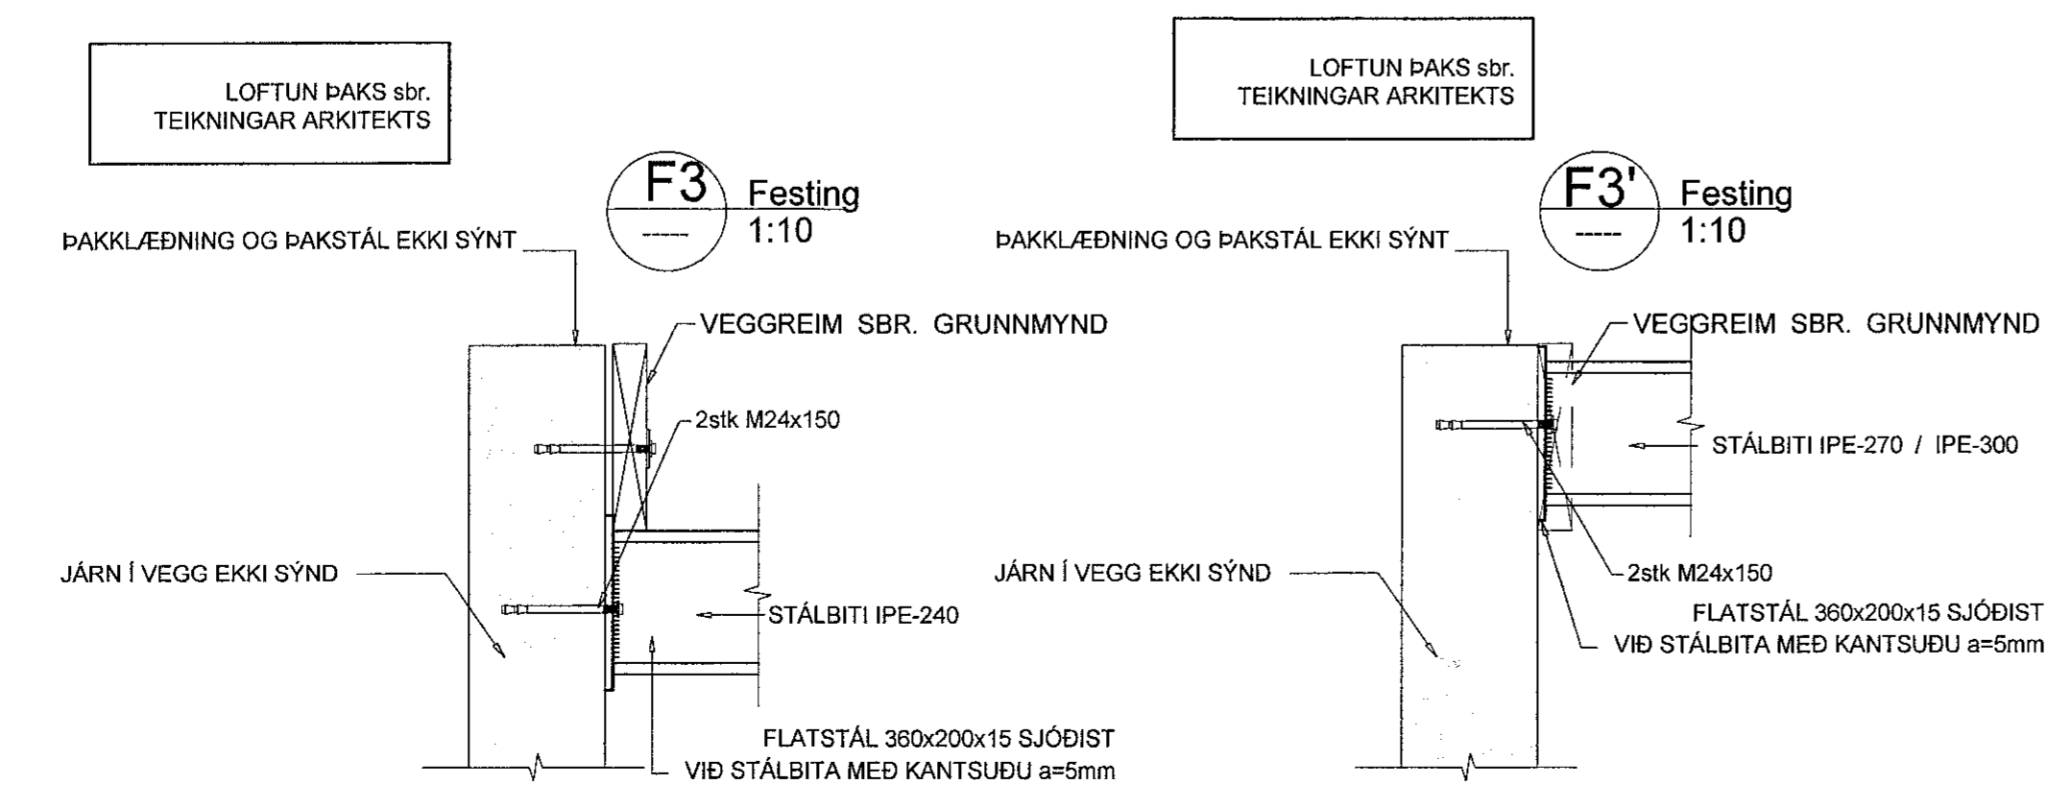 LOFTUN ÞAKS sbr.
TEIKNINGAR ARKITEKTS
F3
-----
Festing
1:10
ÞAKKLÆÐNING OG ÞAKSTÁL EKKI SÝNT
VEGGREIM SBR. GRUNNMYND
2stk M24x150
JÁRN Í VEGG EKKI SÝND
STÁLBITI IPE-240
FLATSTÁL 360x200x15 SJÓÐIST
VIÐ STÁLBITA MEÐ KANTSUÐU a=5mm
LOFTUN ÞAKS sbr.
TEIKNINGAR ARKITEKTS
F3'
-----
Festing
1:10
ÞAKKLÆÐNING OG ÞAKSTÁL EKKI SÝNT
VEGGREIM SBR. GRUNNMYND
STÁLBITI IPE-270 / IPE-300
JÁRN Í VEGG EKKI SÝND
2stk M24x150
FLATSTÁL 360x200x15 SJÓÐIST
VIÐ STÁLBITA MEÐ KANTSUÐU a=5mm